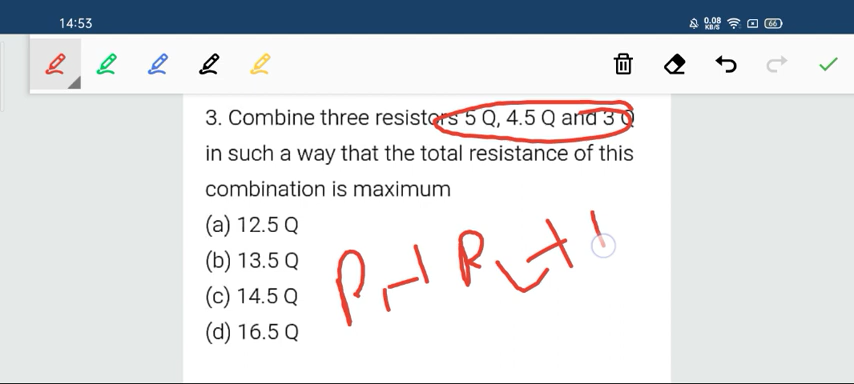 14:53
0.08 KB/S
66
3. Combine three resistors 5 Q, 4.5 Q and 3 Q
in such a way that the total resistance of this
combination is maximum
(a) 12.5 Q
(b) 13.5 Q
(c) 14.5 Q
(d) 16.5 Q